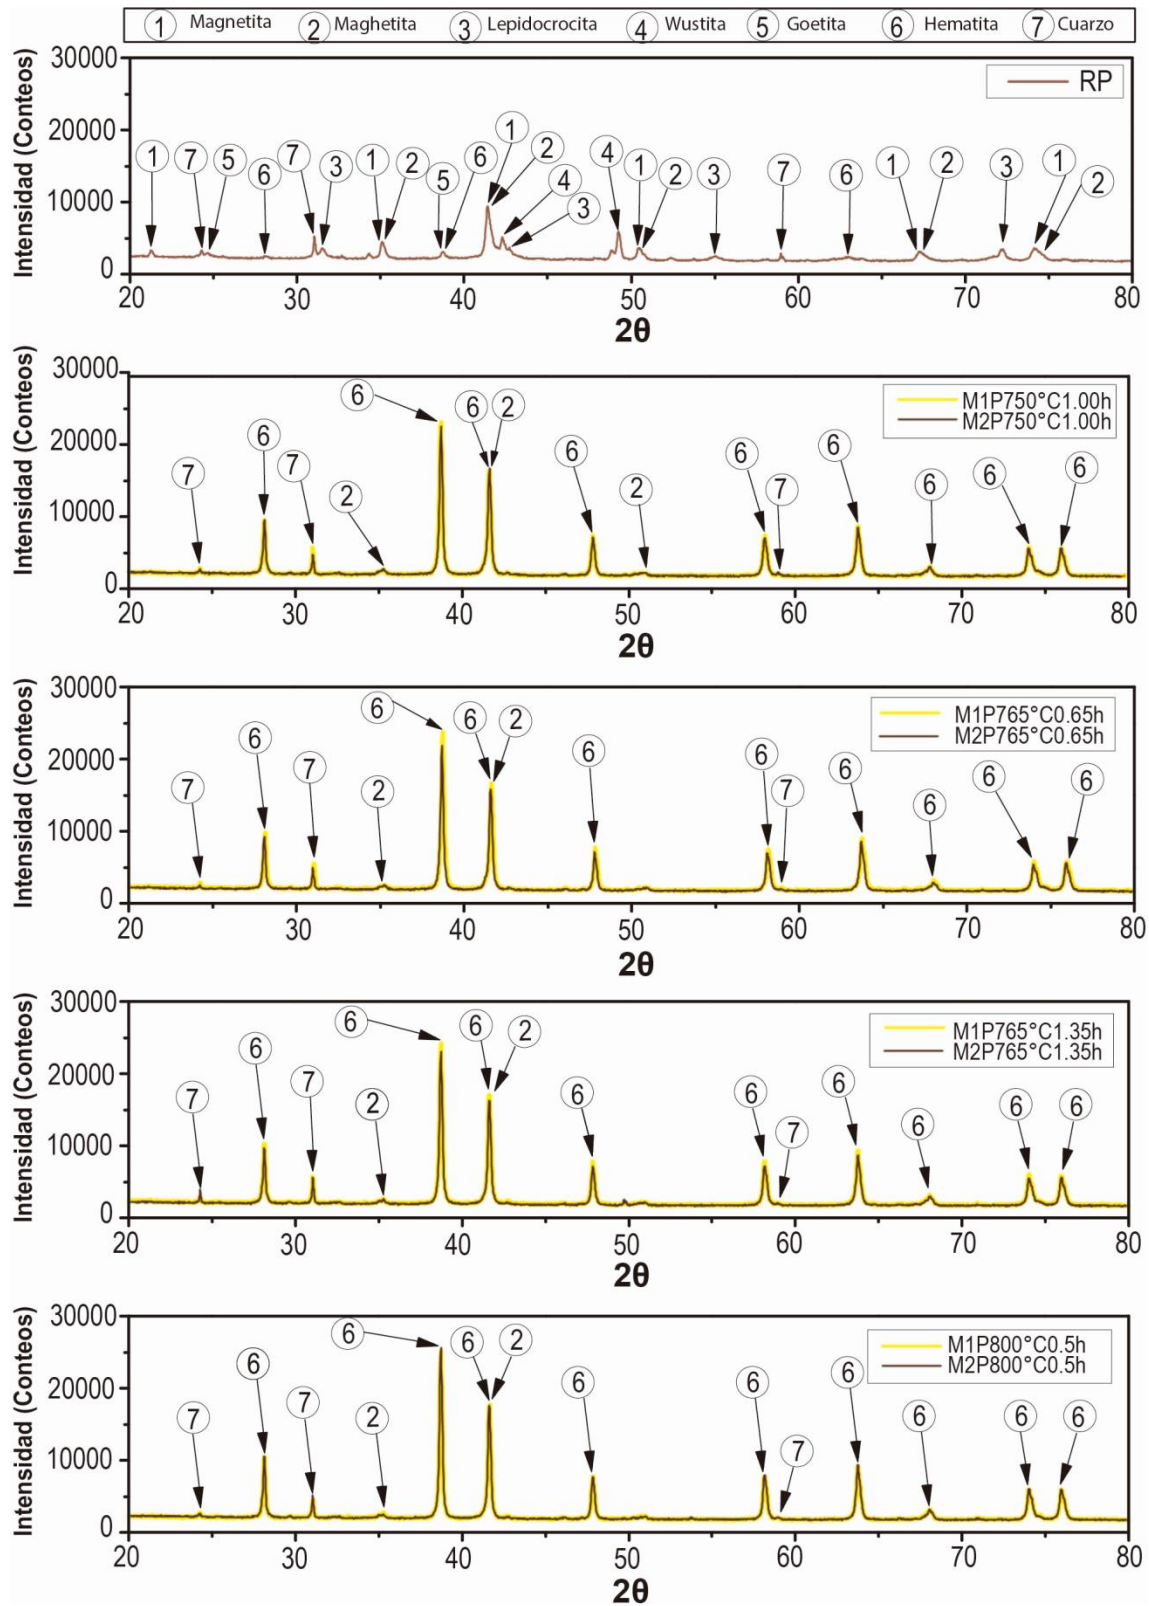 1 Magnetita 2 Maghetita 3 Lepidocrocita 4 Wustita 5 Goetita 6 Hematita 7 Cuarzo
Intensidad (Conteos)
30000
20000
10000
0
RP
1 7 5 6 7 3 1 2 5 6 1 2 4 3 4 1 2 3 7 6 1 2 3 1 2
20 30 40 50 60 70 80
2θ
Intensidad (Conteos)
30000
20000
10000
0
M1P750°C1.00h
M2P750°C1.00h
7 6 7 2 6 6 2 6 2 6 7 6 6 6 6
20 30 40 50 60 70 80
2θ
Intensidad (Conteos)
30000
20000
10000
0
M1P765°C0.65h
M2P765°C0.65h
7 6 7 2 6 6 2 6 6 7 6 6 6 6
20 30 40 50 60 70 80
2θ
Intensidad (Conteos)
30000
20000
10000
0
M1P765°C1.35h
M2P765°C1.35h
7 6 7 2 6 6 2 6 6 7 6 6 6 6
20 30 40 50 60 70 80
2θ
Intensidad (Conteos)
30000
20000
10000
0
M1P800°C0.5h
M2P800°C0.5h
7 6 7 2 6 6 2 6 6 7 6 6 6 6
20 30 40 50 60 70 80
2θ